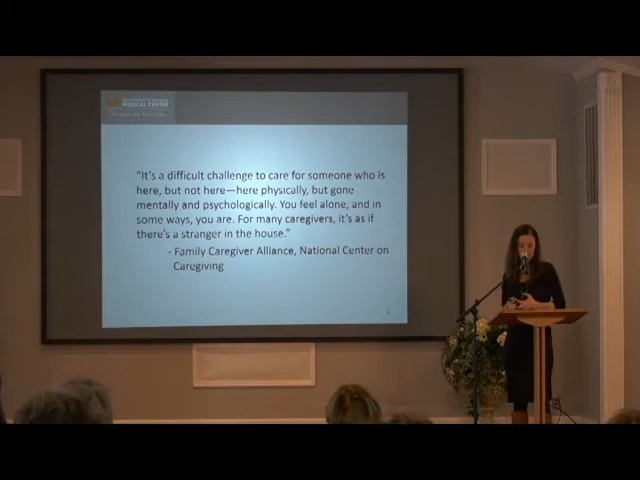 MEDICAL CENTER
“It’s a difficult challenge to care for someone who is
here, but not here—here physically, but gone
mentally and psychologically. You feel alone, and in
some ways, you are. For many caregivers, it’s as if
there’s a stranger in the house.”
- Family Caregiver Alliance, National Center on
Caregiving